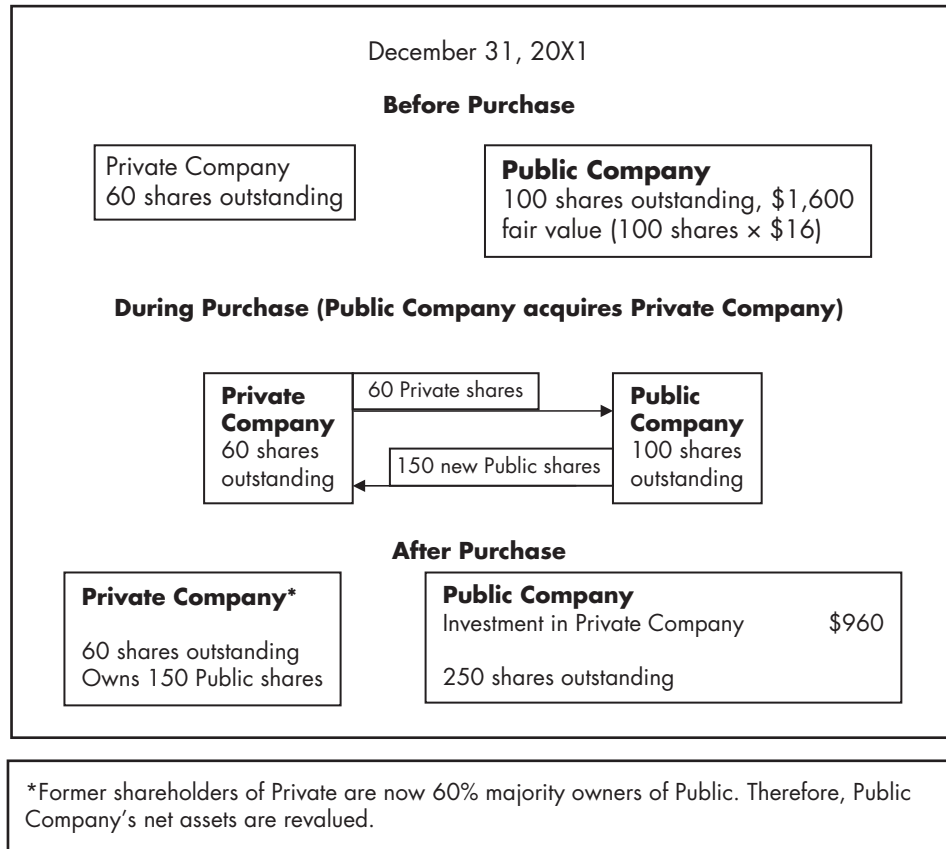 December 31, 20X1
Before Purchase
Private Company
60 shares outstanding
Public Company
100 shares outstanding, $1,600
fair value (100 shares × $16)
During Purchase (Public Company acquires Private Company)
Private
Company
60 shares
outstanding
60 Private shares
150 new Public shares
Public
Company
100 shares
outstanding
After Purchase
Private Company*
60 shares outstanding
Owns 150 Public shares
Public Company
Investment in Private Company $960
250 shares outstanding
*Former shareholders of Private are now 60% majority owners of Public. Therefore, Public
Company’s net assets are revalued.